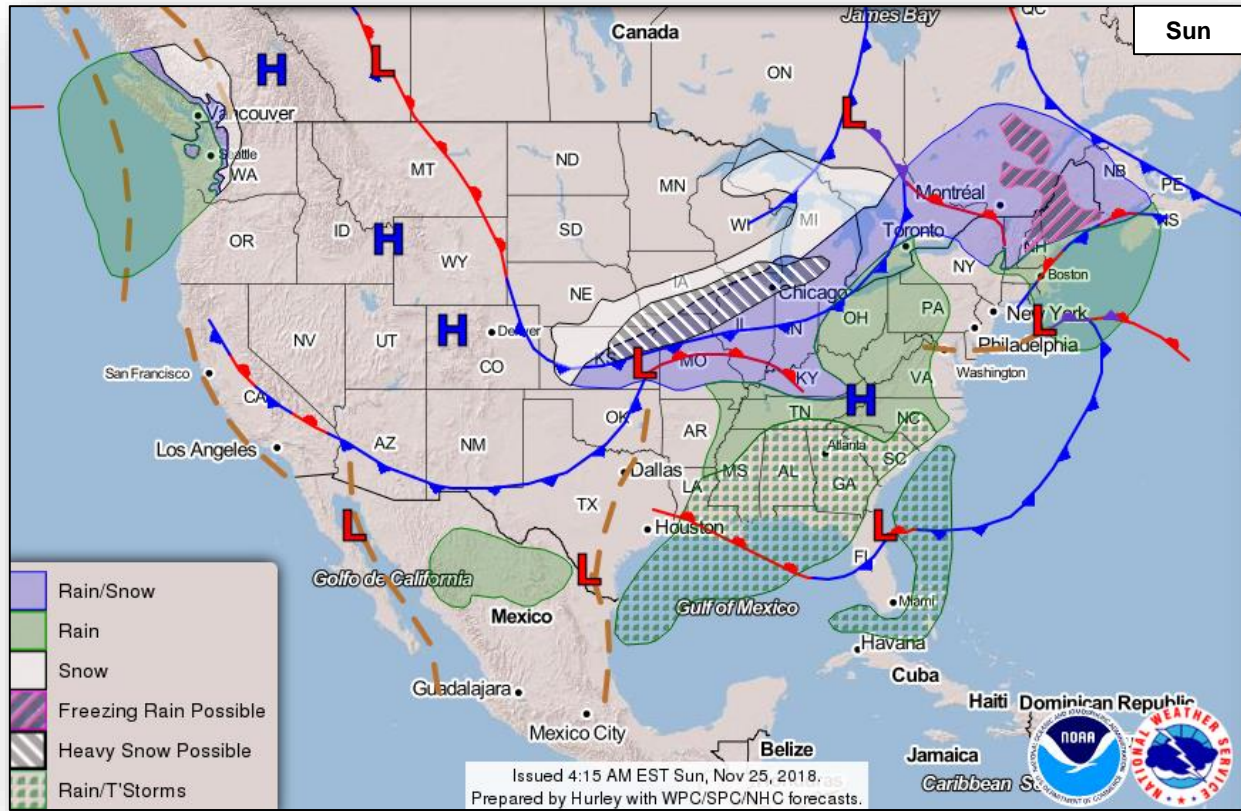 Sun
James Bay
QC
Canada
ON
Vancouver
Seattle
WA
MT
ND
MN
Montréal
NB
PE
NS
OR
ID
WY
SD
WI
MI
Toronto
NH
NY
Boston
NV
UT
NE
IA
Chicago
PA
New York
Denver
CO
KS
IL
IN
OH
Philadelphia
San Francisco
MO
KY
VA
Washington
CA
AZ
NM
OK
AR
TN
NC
Los Angeles
Dallas
MS
AL
Atlanta
SC
GA
TX
LA
Houston
FL
Golfo de California
Mexico
Gulf of Mexico
Miami
Havana
Cuba
Guadalajara
Mexico City
Haiti
Dominican Republic
Belize
Jamaica
Caribbean
H
H
H
H
L
L
L
L
L
L
L
Rain/Snow
Rain
Snow
Freezing Rain Possible
Heavy Snow Possible
Rain/T'Storms
Issued 4:15 AM EST Sun, Nov 25, 2018.
Prepared by Hurley with WPC/SPC/NHC forecasts.
NOAA
NATIONAL WEATHER SERVICE